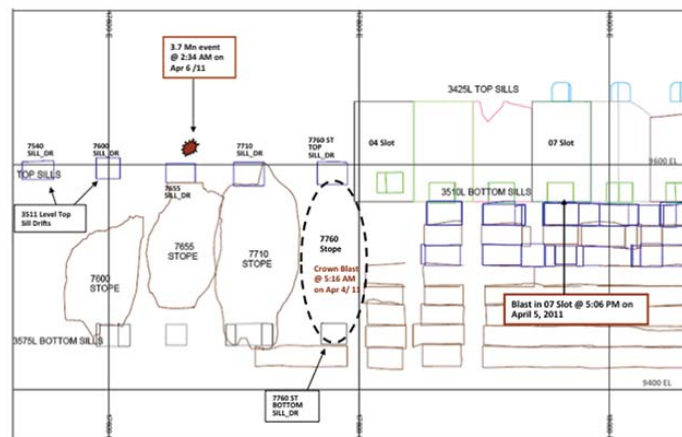 3.7 Mn event
@ 2:34 AM on
Apr 6 /11
3425L TOP SILLS
7540
SILL_DR
7600
SILL_DR
7710
SILL_DR
7760 ST
TOP
SILL_DR
04 Slot
07 Slot
9600 EL
TOP SILLS
7655
SILL_DR
3510L BOTTOM SILLS
3511 Level Top
Sill Drifts
7600
STOPE
7655
STOPE
7710
STOPE
7760
Stope
Crown Blast
@ 5:16 AM
on Apr 4/ 11
Blast in 07 Slot @ 5:06 PM on
April 5, 2011
3575L BOTTOM SILLS
9400 EL
7760 ST
BOTTOM
SILL_DR